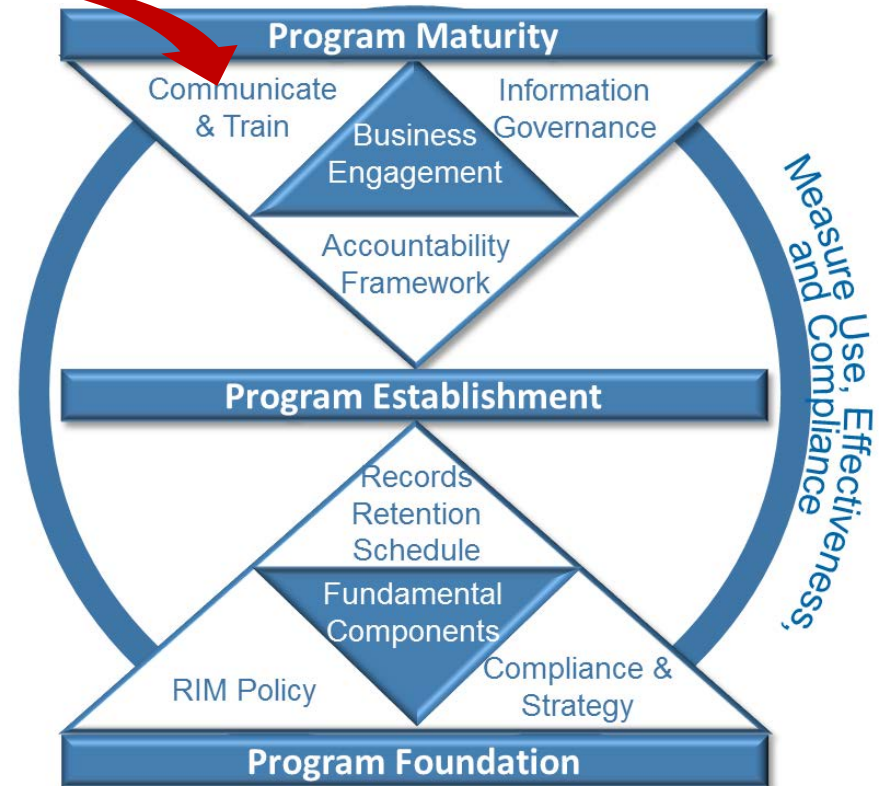 Program Maturity
Communicate
& Train
Information
Governance
Business
Engagement
Accountability
Framework
Measure Use, Effectiveness,
and Compliance
Program Establishment
Records
Retention
Schedule
Fundamental
Components
RIM Policy
Compliance &
Strategy
Program Foundation